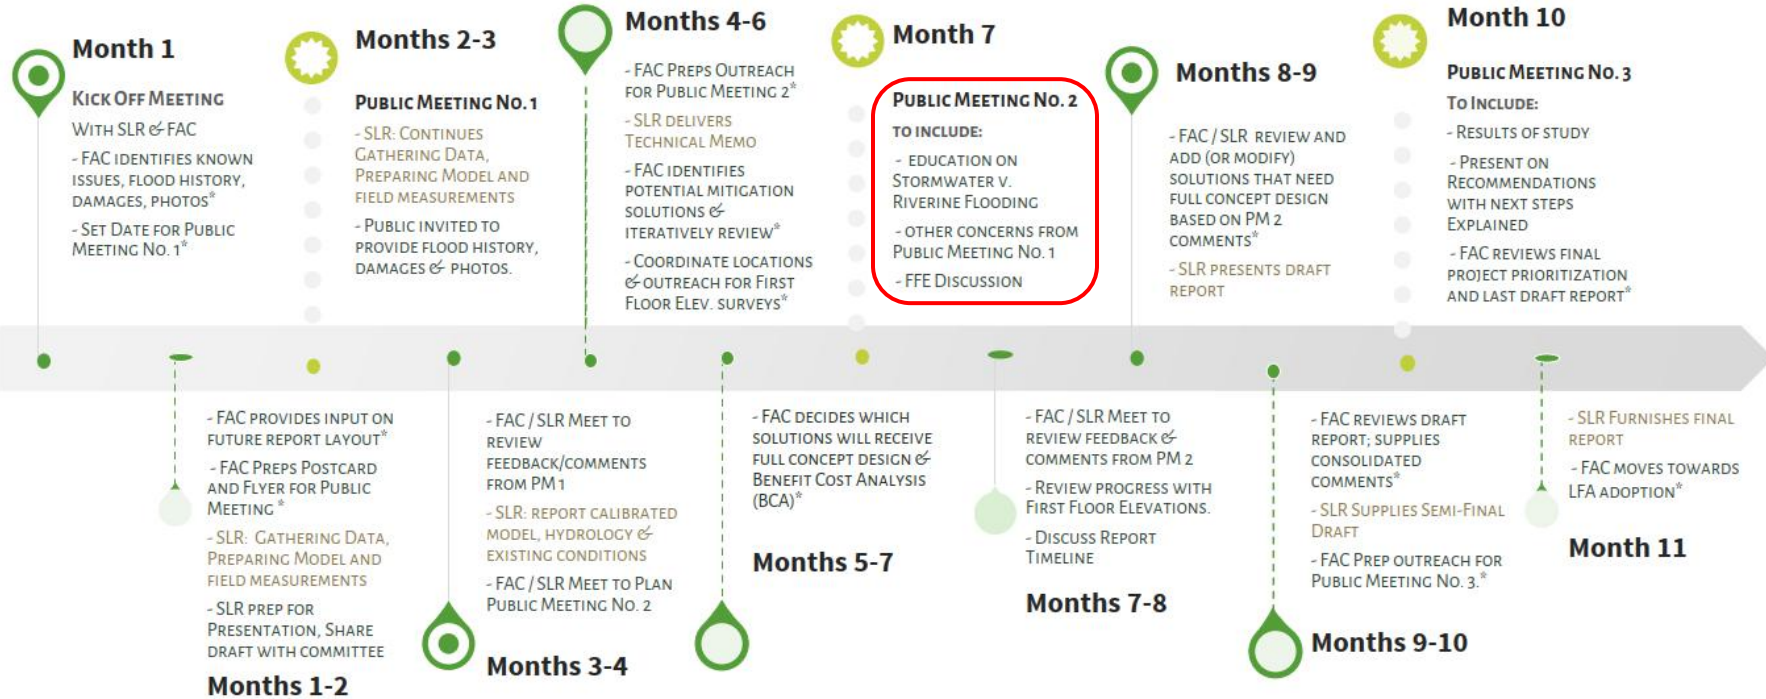 Month 1
KICK OFF MEETING
WITH SLR & FAC
- FAC IDENTIFIES KNOWN
ISSUES, FLOOD HISTORY,
DAMAGES, PHOTOS*
- SET DATE FOR PUBLIC
MEETING NO. 1*
Months 2-3
PUBLIC MEETING NO. 1
- SLR: CONTINUES
GATHERING DATA,
PREPARING MODEL AND
FIELD MEASUREMENTS
- PUBLIC INVITED TO
PROVIDE FLOOD HISTORY,
DAMAGES & PHOTOS.
Months 4-6
- FAC PREPS OUTREACH
FOR PUBLIC MEETING 2*
- SLR DELIVERS
TECHNICAL MEMO
- FAC IDENTIFIES
POTENTIAL MITIGATION
SOLUTIONS &
ITERATIVELY REVIEW*
- COORDINATE LOCATIONS
& OUTREACH FOR FIRST
FLOOR ELEV. SURVEYS*
Month 7
PUBLIC MEETING NO. 2
TO INCLUDE:
- EDUCATION ON
STORMWATER V.
RIVERINE FLOODING
- OTHER CONCERNS FROM
PUBLIC MEETING NO. 1
- FFE DISCUSSION
Months 8-9
- FAC / SLR REVIEW AND
ADD (OR MODIFY)
SOLUTIONS THAT NEED
FULL CONCEPT DESIGN
BASED ON PM 2
COMMENTS*
- SLR PRESENTS DRAFT
REPORT
Month 10
PUBLIC MEETING NO. 3
TO INCLUDE:
- RESULTS OF STUDY
- PRESENT ON
RECOMMENDATIONS
WITH NEXT STEPS
EXPLAINED
- FAC REVIEWS FINAL
PROJECT PRIORITIZATION
AND LAST DRAFT REPORT*
- FAC PROVIDES INPUT ON
FUTURE REPORT LAYOUT*
- FAC PREPS POSTCARD
AND FLYER FOR PUBLIC
MEETING *
- SLR: GATHERING DATA,
PREPARING MODEL AND
FIELD MEASUREMENTS
- SLR PREP FOR
PRESENTATION, SHARE
DRAFT WITH COMMITTEE
Months 1-2
- FAC / SLR MEET TO
REVIEW
FEEDBACK/COMMENTS
FROM PM 1
- SLR: REPORT CALIBRATED
MODEL, HYDROLOGY &
EXISTING CONDITIONS
- FAC / SLR MEET TO PLAN
PUBLIC MEETING NO. 2
Months 3-4
- FAC DECIDES WHICH
SOLUTIONS WILL RECEIVE
FULL CONCEPT DESIGN &
BENEFIT COST ANALYSIS
(BCA)*
Months 5-7
- FAC / SLR MEET TO
REVIEW FEEDBACK &
COMMENTS FROM PM 2
- REVIEW PROGRESS WITH
FIRST FLOOR ELEVATIONS.
- DISCUSS REPORT
TIMELINE
Months 7-8
- FAC REVIEWS DRAFT
REPORT; SUPPLIES
CONSOLIDATED
COMMENTS*
- SLR SUPPLIES SEMI-FINAL
DRAFT
- FAC PREP OUTREACH FOR
PUBLIC MEETING NO. 3.*
Months 9-10
- SLR FURNISHES FINAL
REPORT
- FAC MOVES TOWARDS
LFA ADOPTION*
Month 11